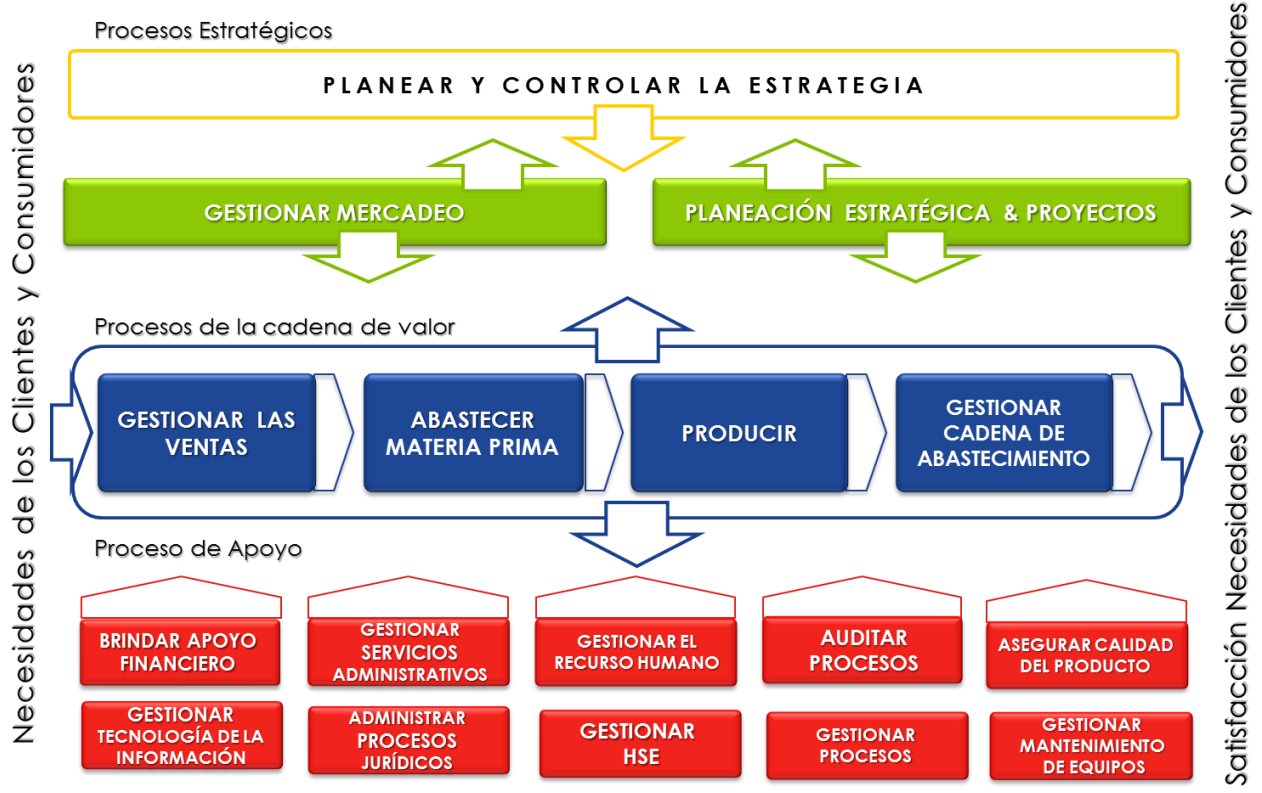 Necesidades de los Clientes y Consumidores
Procesos Estratégicos
PLANEAR Y CONTROLAR LA ESTRATEGIA
GESTIONAR MERCADEO
PLANEACIÓN ESTRATÉGICA & PROYECTOS
Procesos de la cadena de valor
GESTIONAR LAS
VENTAS
ABASTECER
MATERIA PRIMA
PRODUCIR
GESTIONAR
CADENA DE
ABASTECIMIENTO
Proceso de Apoyo
BRINDAR APOYO
FINANCIERO
GESTIONAR
SERVICIOS
ADMINISTRATIVOS
GESTIONAR EL
RECURSO HUMANO
AUDITAR
PROCESOS
ASEGURAR CALIDAD
DEL PRODUCTO
GESTIONAR
TECNOLOGÍA DE LA
INFORMACIÓN
ADMINISTRAR
PROCESOS
JURÍDICOS
GESTIONAR
HSE
GESTIONAR
PROCESOS
GESTIONAR
MANTENIMIENTO
DE EQUIPOS
Satisfacción Necesidades de los Clientes y Consumidores